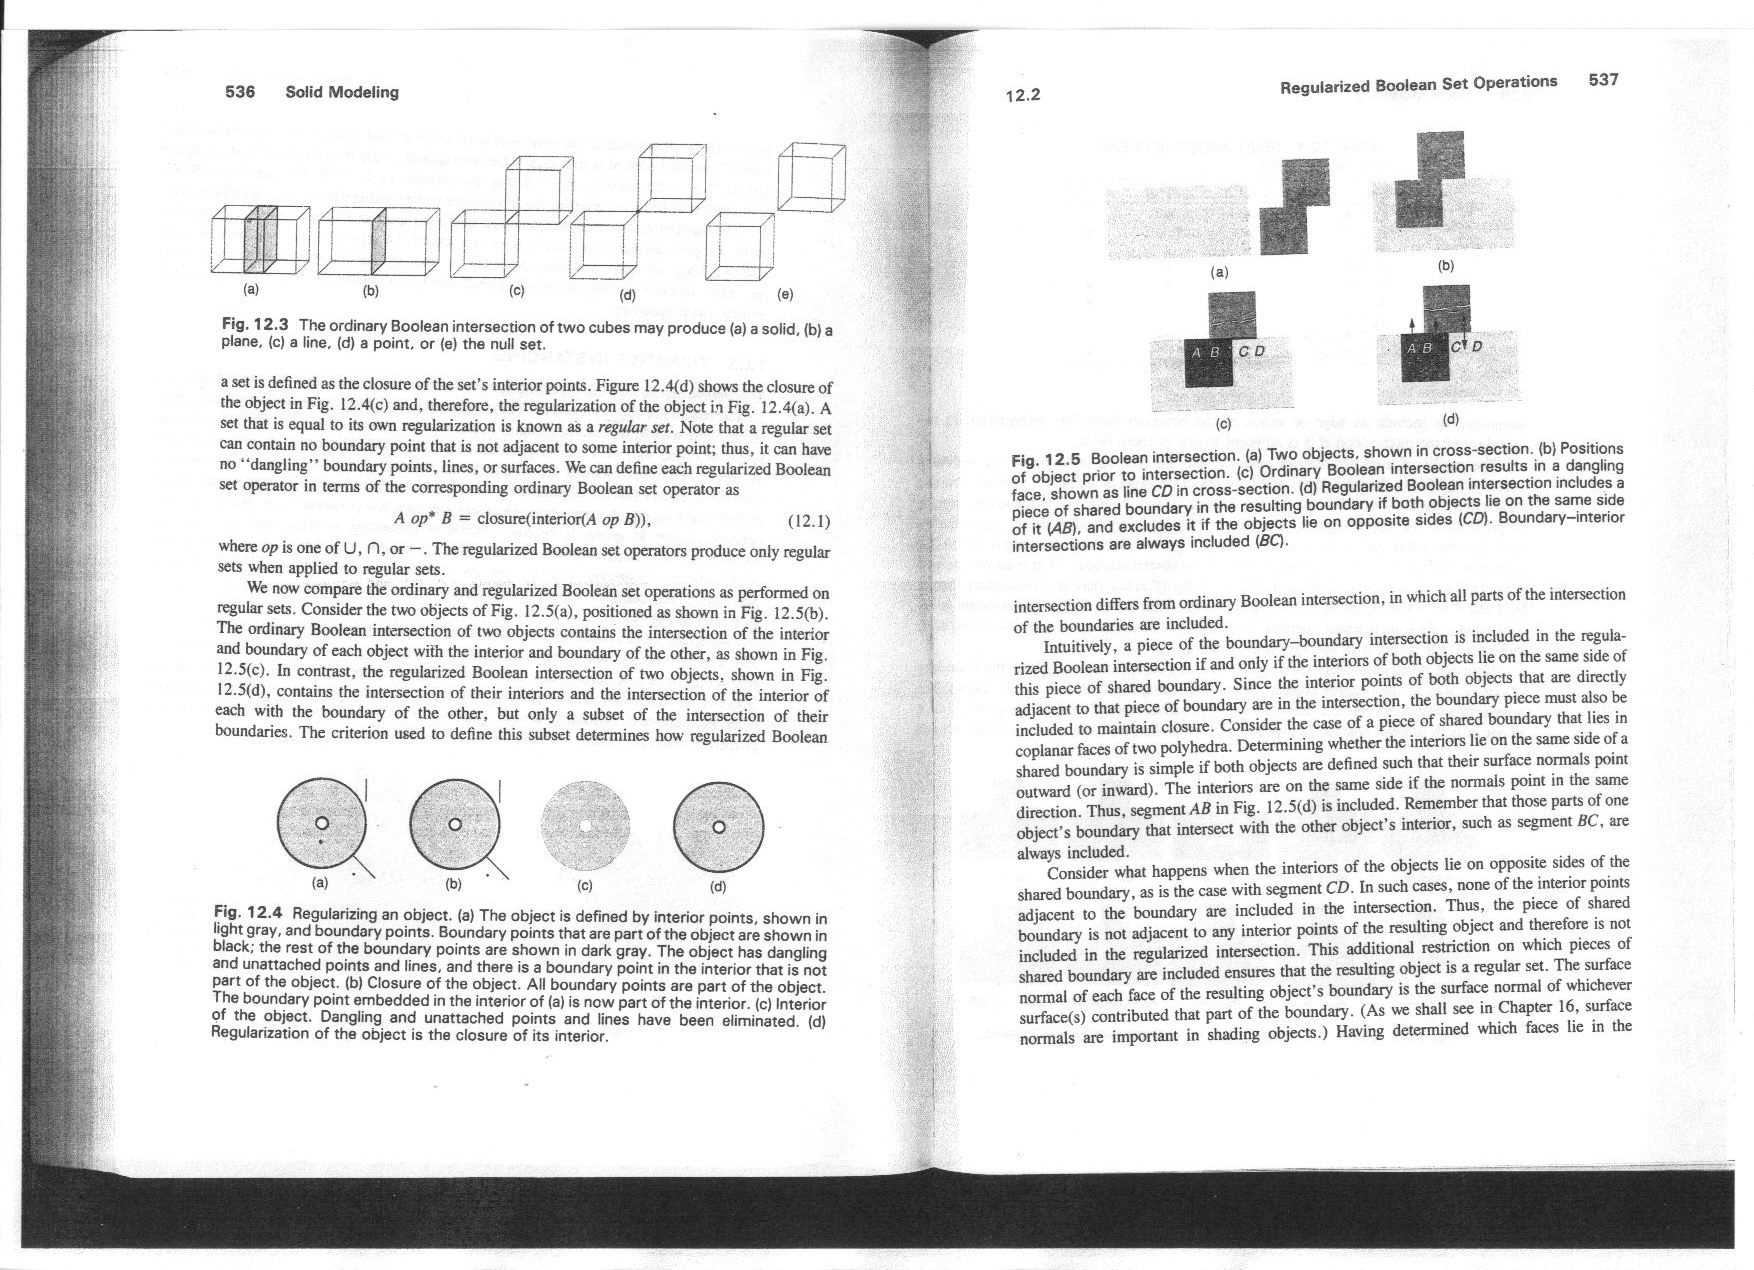 536 Solid Modeling
(a) (b) (c) (d) (e)
Fig. 12.3 The ordinary Boolean intersection of two cubes may produce (a) a solid, (b) a
plane, (c) a line, (d) a point, or (e) the null set.
a set is defined as the closure of the set's interior points. Figure 12.4(d) shows the closure of
the object in Fig. 12.4(c) and, therefore, the regularization of the object in Fig. 12.4(a). A
set that is equal to its own regularization is known as a regular set. Note that a regular set
can contain no boundary point that is not adjacent to some interior point; thus, it can have
no "dangling" boundary points, lines, or surfaces. We can define each regularized Boolean
set operator in terms of the corresponding ordinary Boolean set operator as
A op* B = closure(interior(A op B)), (12.1)
where op is one of ∪, ∩, or −. The regularized Boolean set operators produce only regular
sets when applied to regular sets.
We now compare the ordinary and regularized Boolean set operations as performed on
regular sets. Consider the two objects of Fig. 12.5(a), positioned as shown in Fig. 12.5(b).
The ordinary Boolean intersection of two objects contains the intersection of the interior
and boundary of each object with the interior and boundary of the other, as shown in Fig.
12.5(c). In contrast, the regularized Boolean intersection of two objects, shown in Fig.
12.5(d), contains the intersection of their interiors and the intersection of the interior of
each with the boundary of the other, but only a subset of the intersection of their
boundaries. The criterion used to define this subset determines how regularized Boolean
(a) (b) (c) (d)
Fig. 12.4 Regularizing an object. (a) The object is defined by interior points, shown in
light gray, and boundary points. Boundary points that are part of the object are shown in
black; the rest of the boundary points are shown in dark gray. The object has dangling
and unattached points and lines, and there is a boundary point in the interior that is not
part of the object. (b) Closure of the object. All boundary points are part of the object.
The boundary point embedded in the interior of (a) is now part of the interior. (c) Interior
of the object. Dangling and unattached points and lines have been eliminated. (d)
Regularization of the object is the closure of its interior.
12.2 Regularized Boolean Set Operations 537
(a) (b)
A B C D
A B C D
(c) (d)
Fig. 12.5 Boolean intersection. (a) Two objects, shown in cross-section. (b) Positions
of object prior to intersection. (c) Ordinary Boolean intersection results in a dangling
face, shown as line CD in cross-section. (d) Regularized Boolean intersection includes a
piece of shared boundary in the resulting boundary if both objects lie on the same side
of it (AB), and excludes it if the objects lie on opposite sides (CD). Boundary–interior
intersections are always included (BC).
intersection differs from ordinary Boolean intersection, in which all parts of the intersection
of the boundaries are included.
Intuitively, a piece of the boundary–boundary intersection is included in the regula-
rized Boolean intersection if and only if the interiors of both objects lie on the same side of
this piece of shared boundary. Since the interior points of both objects that are directly
adjacent to that piece of boundary are in the intersection, the boundary piece must also be
included to maintain closure. Consider the case of a piece of shared boundary that lies in
coplanar faces of two polyhedra. Determining whether the interiors lie on the same side of a
shared boundary is simple if both objects are defined such that their surface normals point
outward (or inward). The interiors are on the same side if the normals point in the same
direction. Thus, segment AB in Fig. 12.5(d) is included. Remember that those parts of one
object's boundary that intersect with the other object's interior, such as segment BC, are
always included.
Consider what happens when the interiors of the objects lie on opposite sides of the
shared boundary, as is the case with segment CD. In such cases, none of the interior points
adjacent to the boundary are included in the intersection. Thus, the piece of shared
boundary is not adjacent to any interior points of the resulting object and therefore is not
included in the regularized intersection. This additional restriction on which pieces of
shared boundary are included ensures that the resulting object is a regular set. The surface
normal of each face of the resulting object's boundary is the surface normal of whichever
surface(s) contributed that part of the boundary. (As we shall see in Chapter 16, surface
normals are important in shading objects.) Having determined which faces lie in the